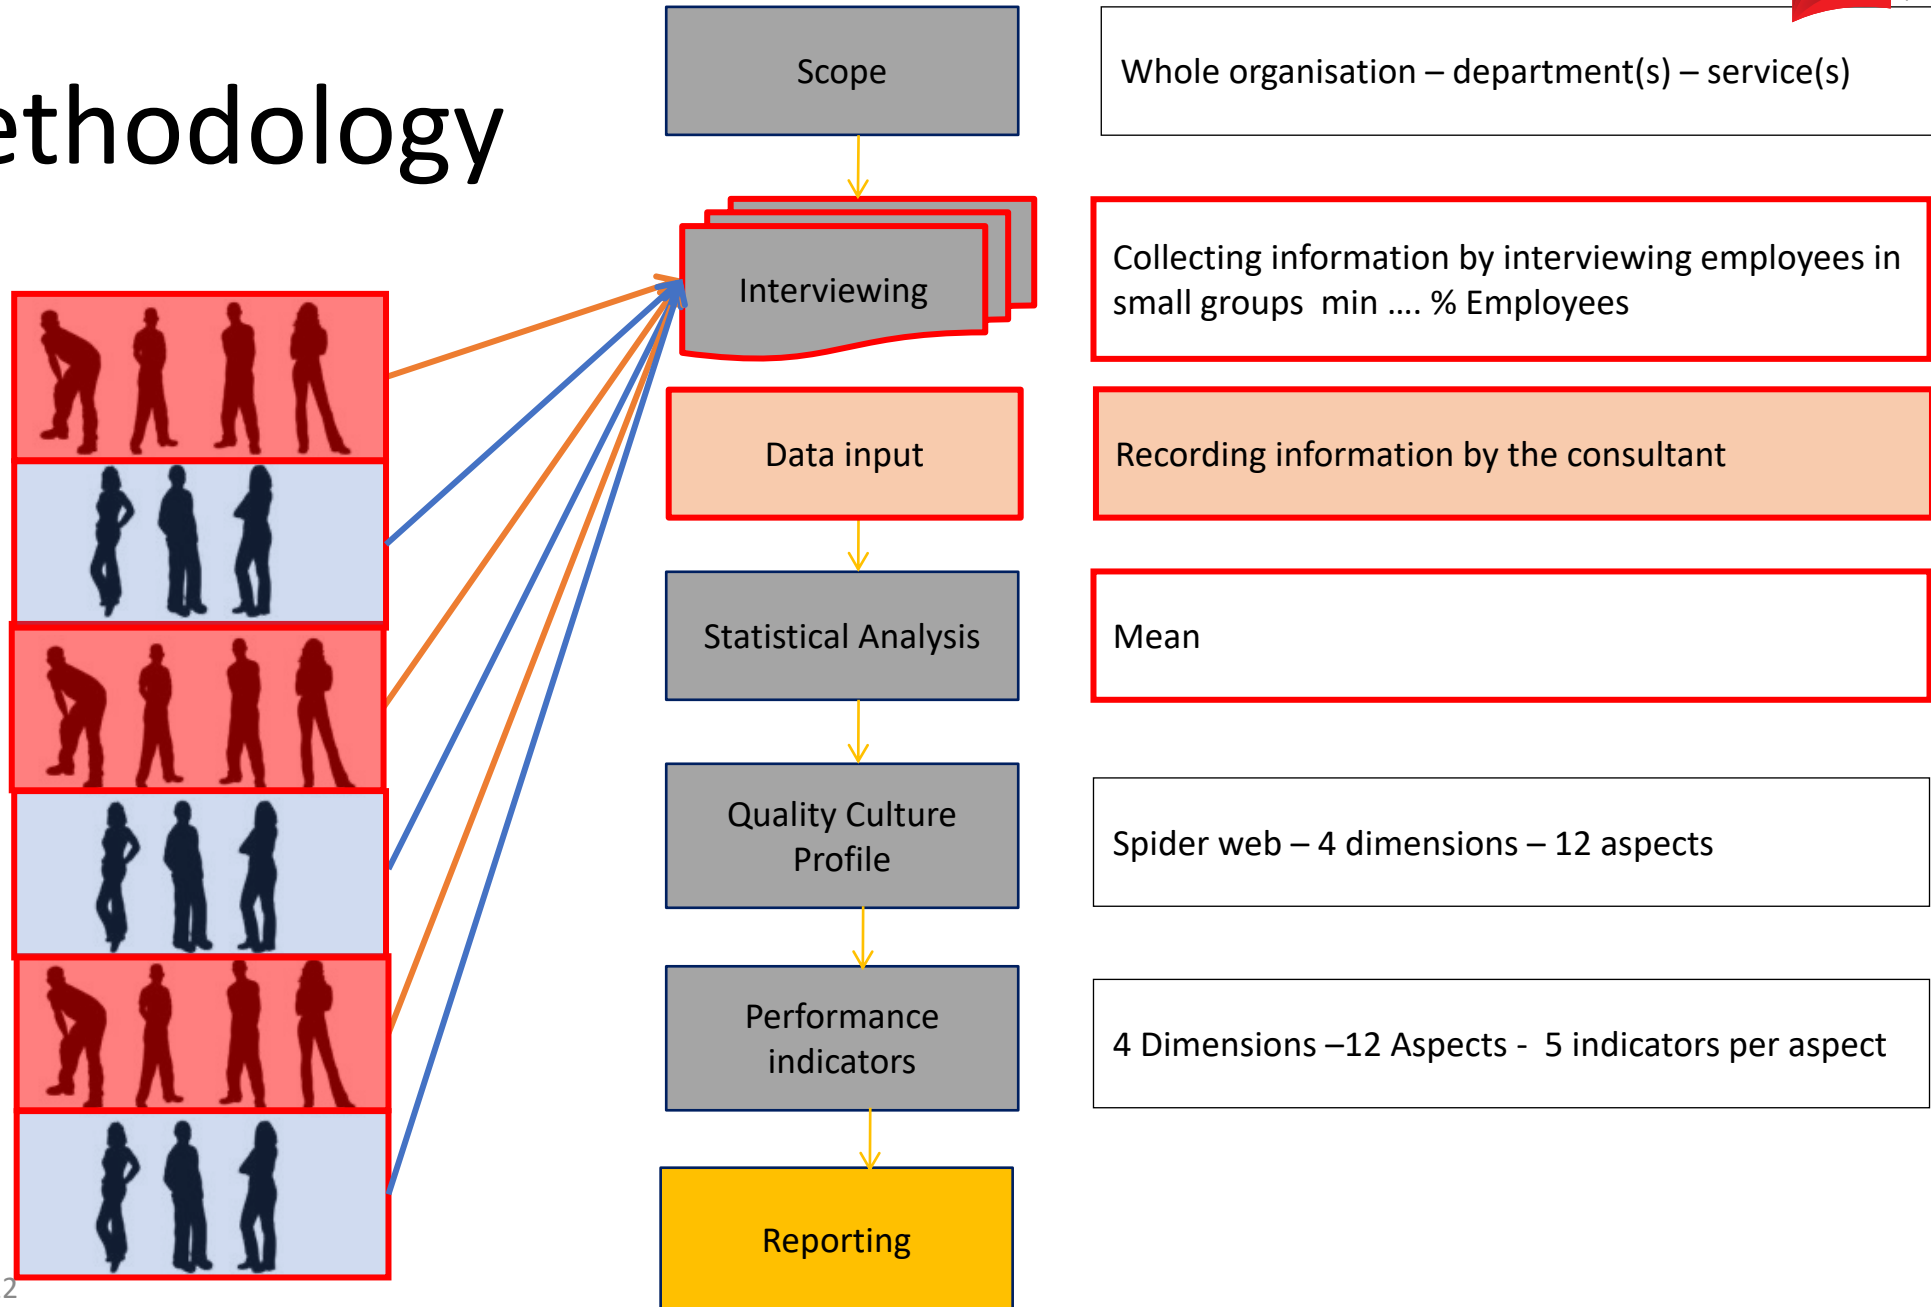 ethodology
Scope
Whole organisation – department(s) – service(s)
Interviewing
Collecting information by interviewing employees in
small groups  min .... % Employees
Data input
Recording information by the consultant
Statistical Analysis
Mean
Quality Culture
Profile
Spider web – 4 dimensions – 12 aspects
Performance
indicators
4 Dimensions –12 Aspects -  5 indicators per aspect
Reporting
2